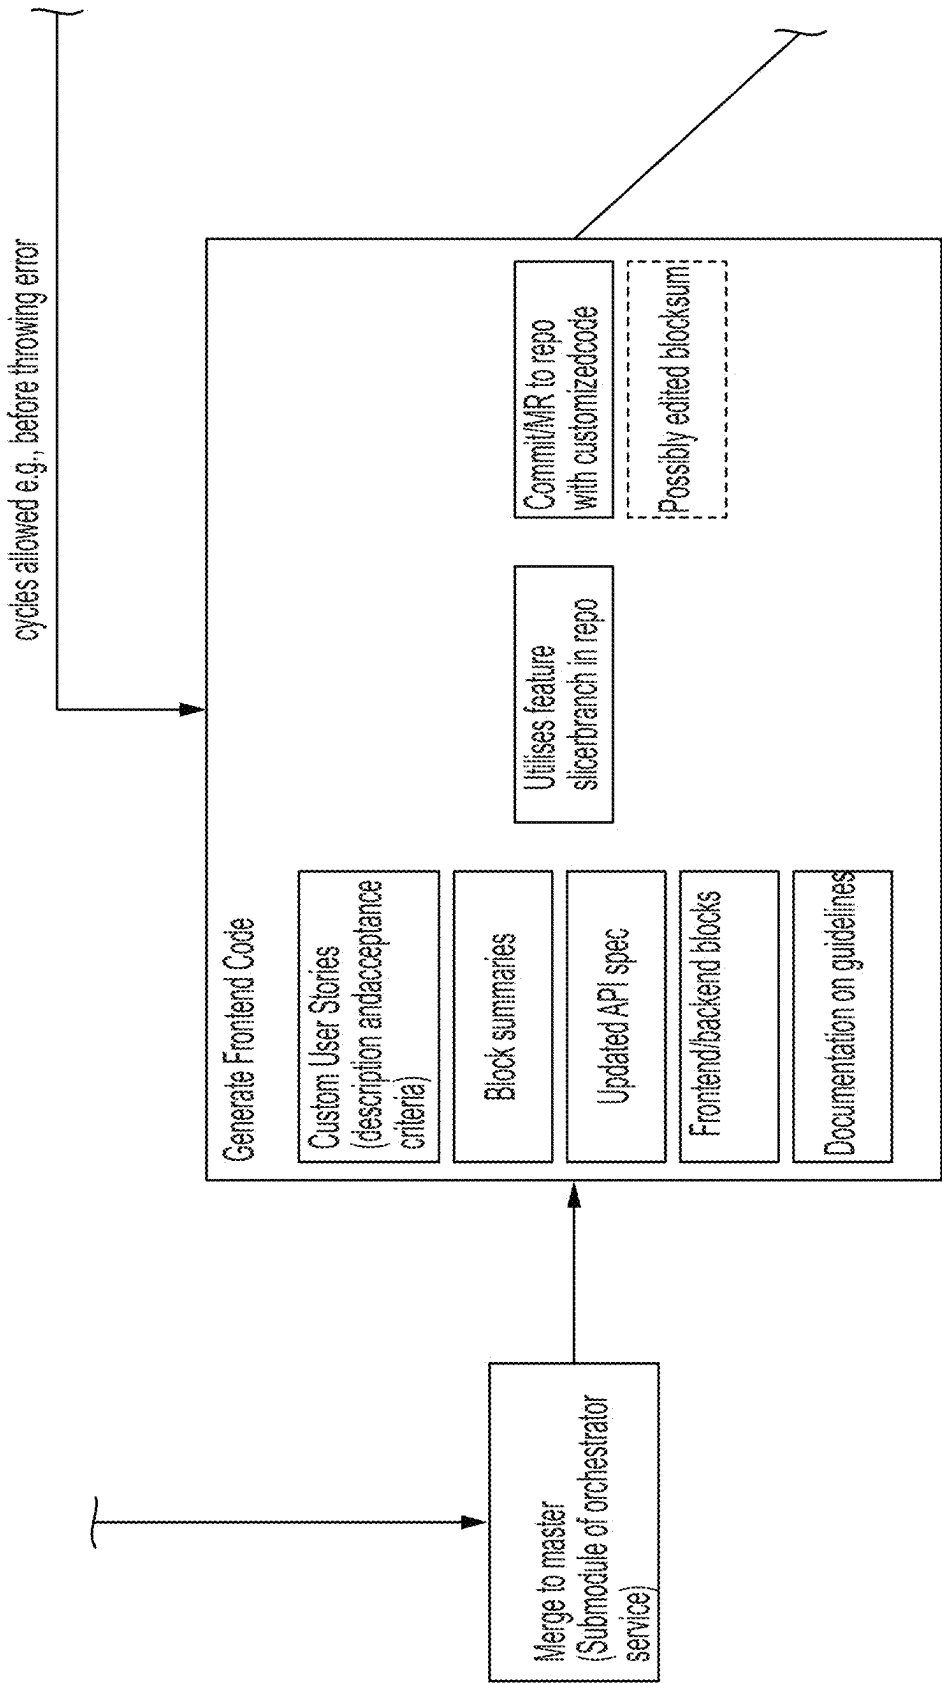 cycles allowed e.g., before throwing error
Generate Frontend Code
Custom User Stories
(description andacceptance
criteria)
Block summaries
Updated API spec
Frontend/backend blocks
Documentation on guidelines
Utilises feature
slicerbranch in repo
Commit/MR to repo
with customizedcode
Possibly edited blocksum
Merge to master
(Submodule of orchestrator
service)